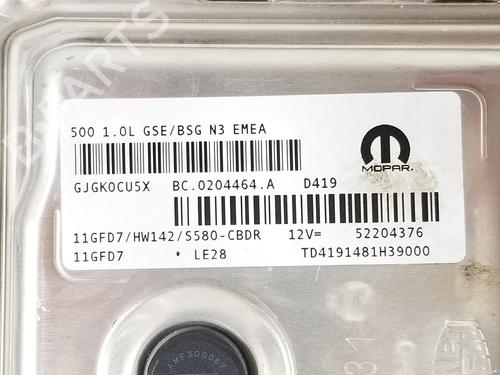 500 1.0L GSE/BSG N3 EMEA
MOPAR.
GJGK0CU5X BC.0204464.A D419
11GFD7/HW142/S580-CBDR 12V= 52204376
11GFD7 * LE28 TD4191481H39000